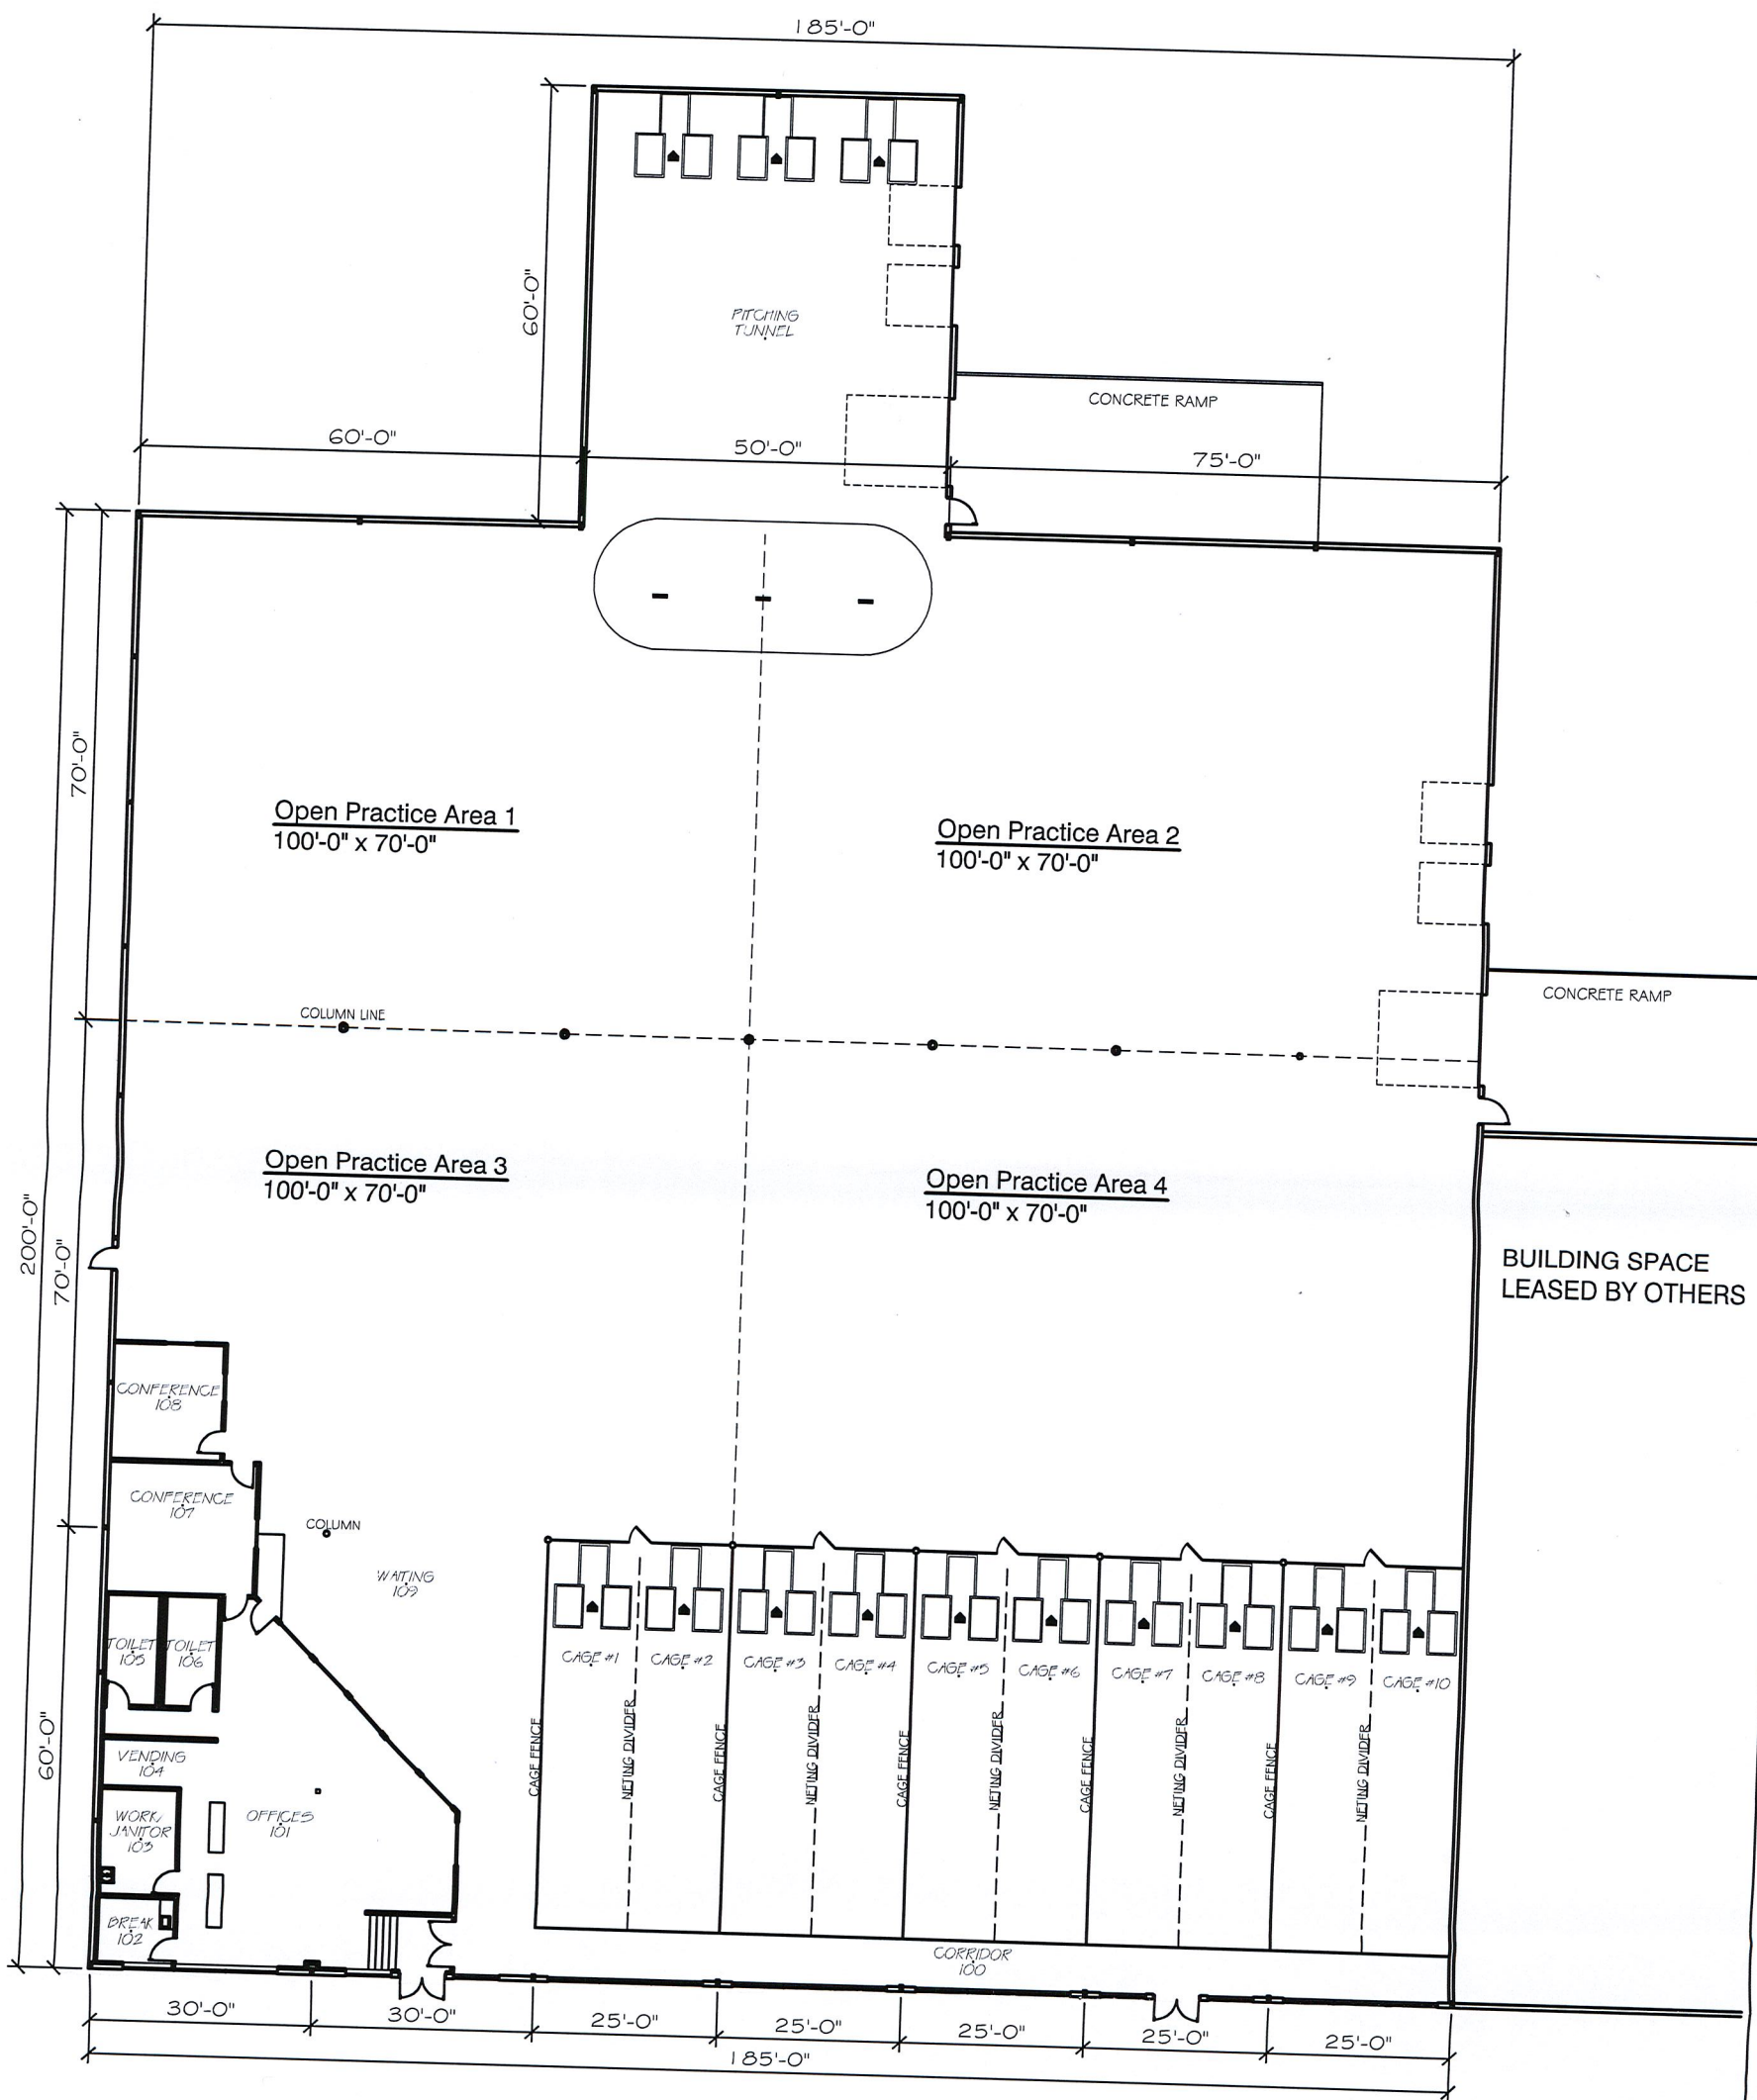 185'-0"
60'-0"
PITCHING
TUNNEL
CONCRETE RAMP
60'-0"
50'-0"
75'-0"
70'-0"
Open Practice Area 1
100'-0" x 70'-0"
Open Practice Area 2
100'-0" x 70'-0"
COLUMN LINE
CONCRETE RAMP
Open Practice Area 3
100'-0" x 70'-0"
Open Practice Area 4
100'-0" x 70'-0"
200'-0"
70'-0"
BUILDING SPACE
LEASED BY OTHERS
CONFERENCE
108
CONFERENCE
107
COLUMN
WAITING
109
TOILET
105
TOILET
106
CAGE #1
CAGE #2
CAGE #3
CAGE #4
CAGE #5
CAGE #6
CAGE #7
CAGE #8
CAGE #9
CAGE #10
CAGE FENCE
NETING DIVIDER
CAGE FENCE
NETING DIVIDER
CAGE FENCE
NETING DIVIDER
CAGE FENCE
NETING DIVIDER
CAGE FENCE
NETING DIVIDER
60'-0"
VENDING
104
WORK/
JANITOR
103
OFFICES
101
BREAK
102
CORRIDOR
100
30'-0"
30'-0"
25'-0"
25'-0"
25'-0"
25'-0"
25'-0"
185'-0"